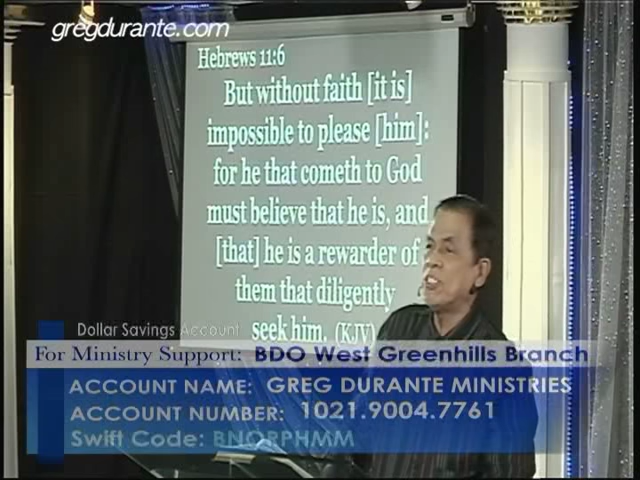 gregdurante.com
Hebrews 11:6
But without faith [it is]
impossible to please [him]:
for he that cometh to God
must believe that he is, and
[that] he is a rewarder of
them that diligently
seek him. (KJV)
Dollar Savings Account
For Ministry Support: BDO West Greenhills Branch
ACCOUNT NAME: GREG DURANTE MINISTRIES
ACCOUNT NUMBER: 1021.9004.7761
Swift Code: BNORPHMM